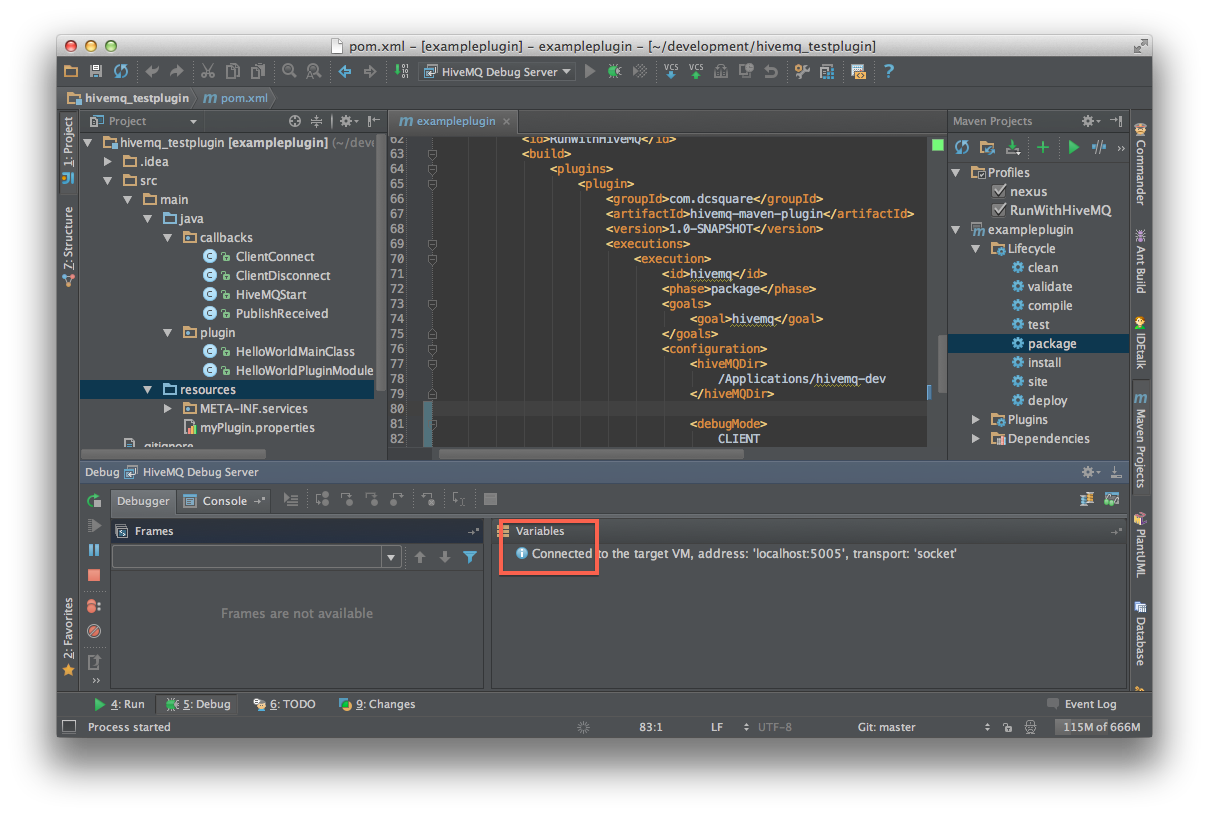 pom.xml - [exampleplugin] - exampleplugin - [~/development/hivemq_testplugin]
VCS VCS
HiveMQ Debug Server
?
hivemq_testplugin m pom.xml
1: Project
7: Structure
2: Favorites
Project
hivemq_testplugin [exampleplugin] (~/deve
.idea
src
main
java
callbacks
ClientConnect
ClientDisconnect
HiveMQStart
PublishReceived
plugin
HelloWorldMainClass
HelloWorldPluginModule
resources
META-INF.services
myPlugin.properties
.gitignore
m exampleplugin
62 <id>RunWithHiveMQ</id>
63 <build>
64 <plugins>
65 <plugin>
66 <groupId>com.dcsquare</groupId>
67 <artifactId>hivemq-maven-plugin</artifactId>
68 <version>1.0-SNAPSHOT</version>
69 <executions>
70 <execution>
71 <id>hivemq</id>
72 <phase>package</phase>
73 <goals>
74 <goal>hivemq</goal>
75 </goals>
76 <configuration>
77 <hiveMQDir>
78 /Applications/hivemq-dev
79 </hiveMQDir>
80
81 <debugMode>
82 CLIENT
Maven Projects
Profiles
nexus
RunWithHiveMQ
exampleplugin
Lifecycle
clean
validate
compile
test
package
install
site
deploy
Plugins
Dependencies
Commander
Ant Build
IDEtalk
m Maven Projects
PlantUML
Database
Debug HiveMQ Debug Server
Debugger Console
Frames
Frames are not available
Variables
Connected to the target VM, address: 'localhost:5005', transport: 'socket'
4: Run 5: Debug 6: TODO 9: Changes Event Log
Process started 83:1 LF UTF-8 Git: master 115M of 666M